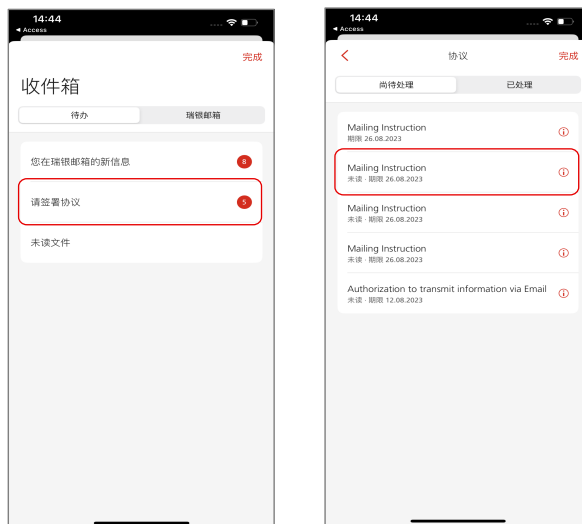 14:44
◀ Access
完成
收件箱
待办
瑞银邮箱
您在瑞银邮箱的新信息
8
请签署协议
5
未读文件
14:44
◀ Access
协议
完成
尚待处理
已处理
Mailing Instruction
期限 26.08.2023
Mailing Instruction
未读 · 期限 26.08.2023
Mailing Instruction
未读 · 期限 26.08.2023
Mailing Instruction
未读 · 期限 26.08.2023
Authorization to transmit information via Email
未读 · 期限 12.08.2023